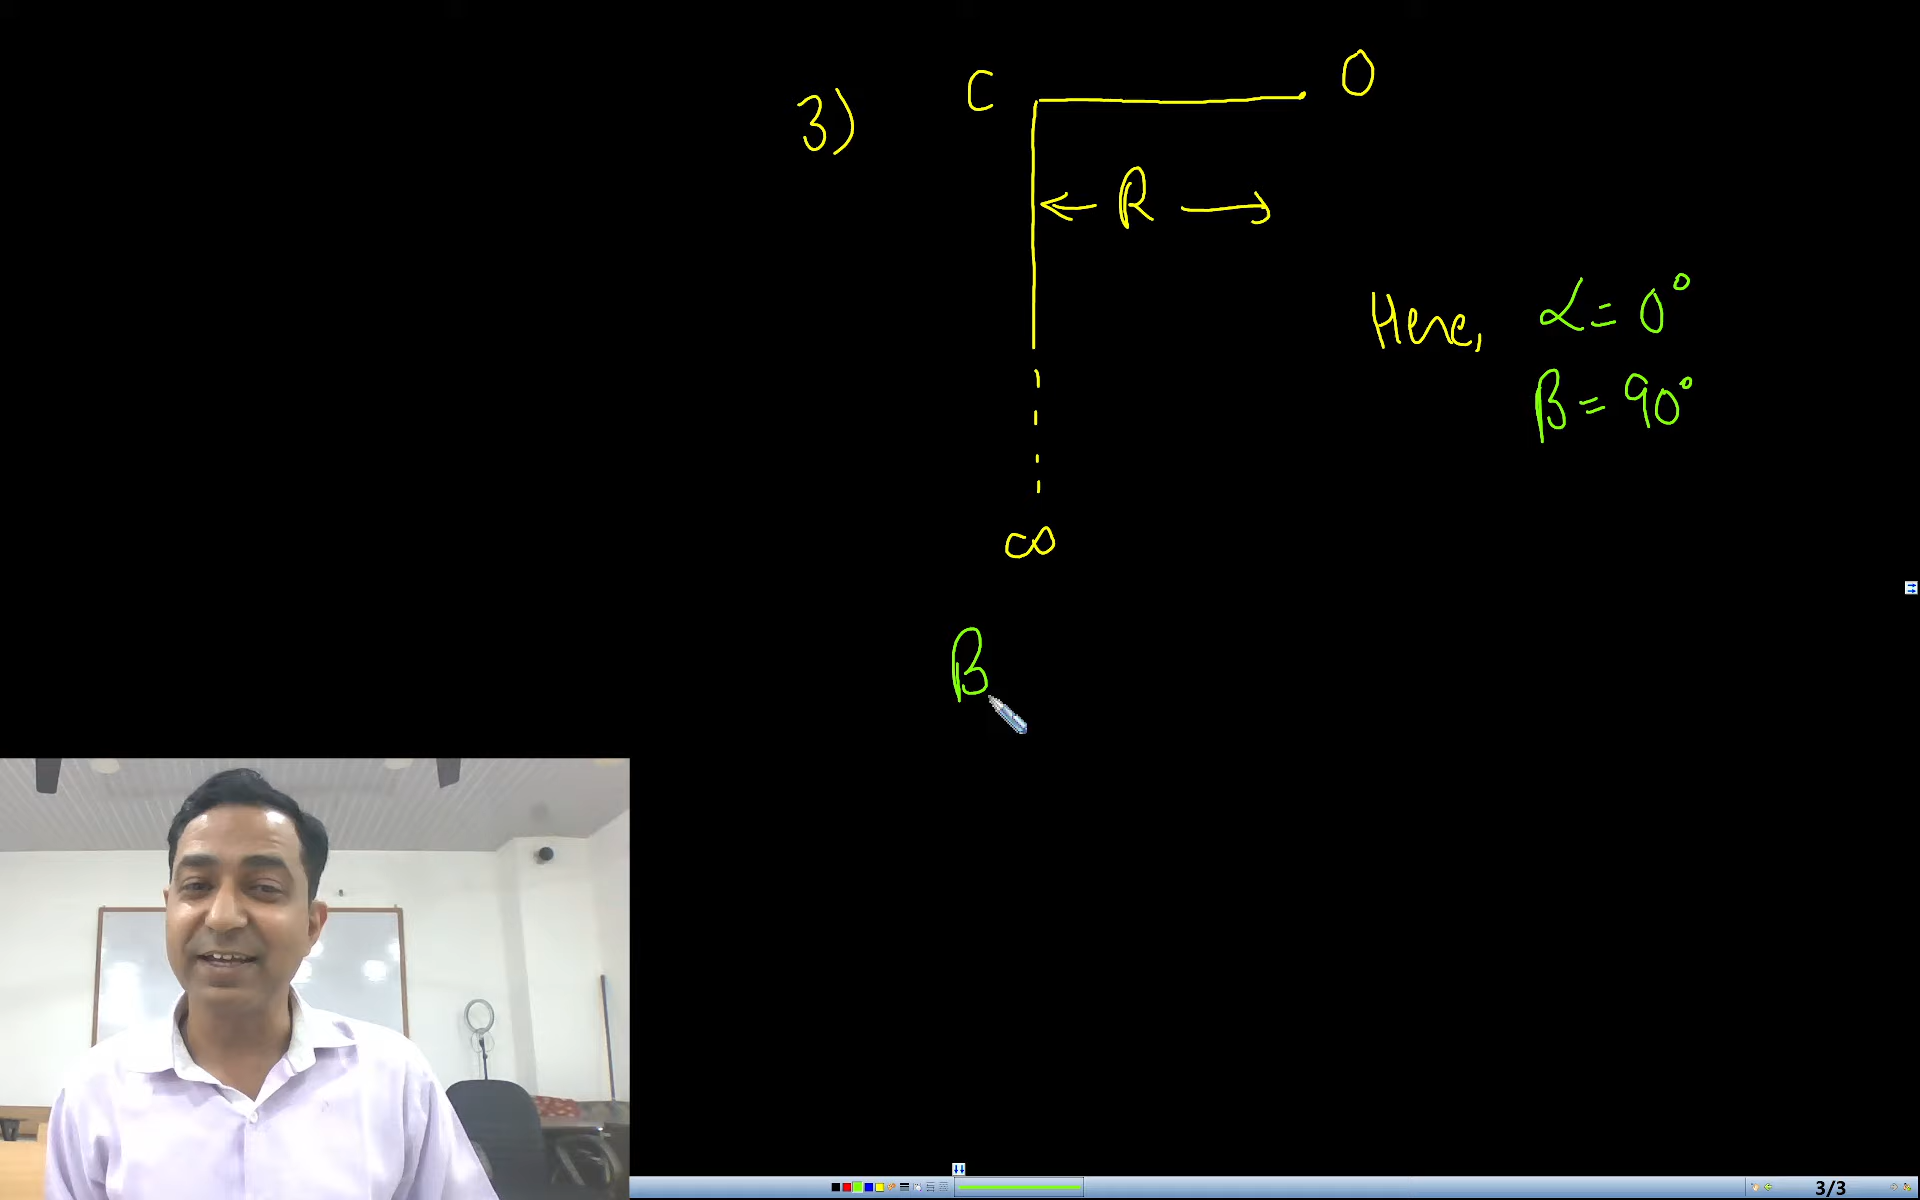 3)
C
O
← R →
Here, α = 0°
β = 90°
∞
B
3/3